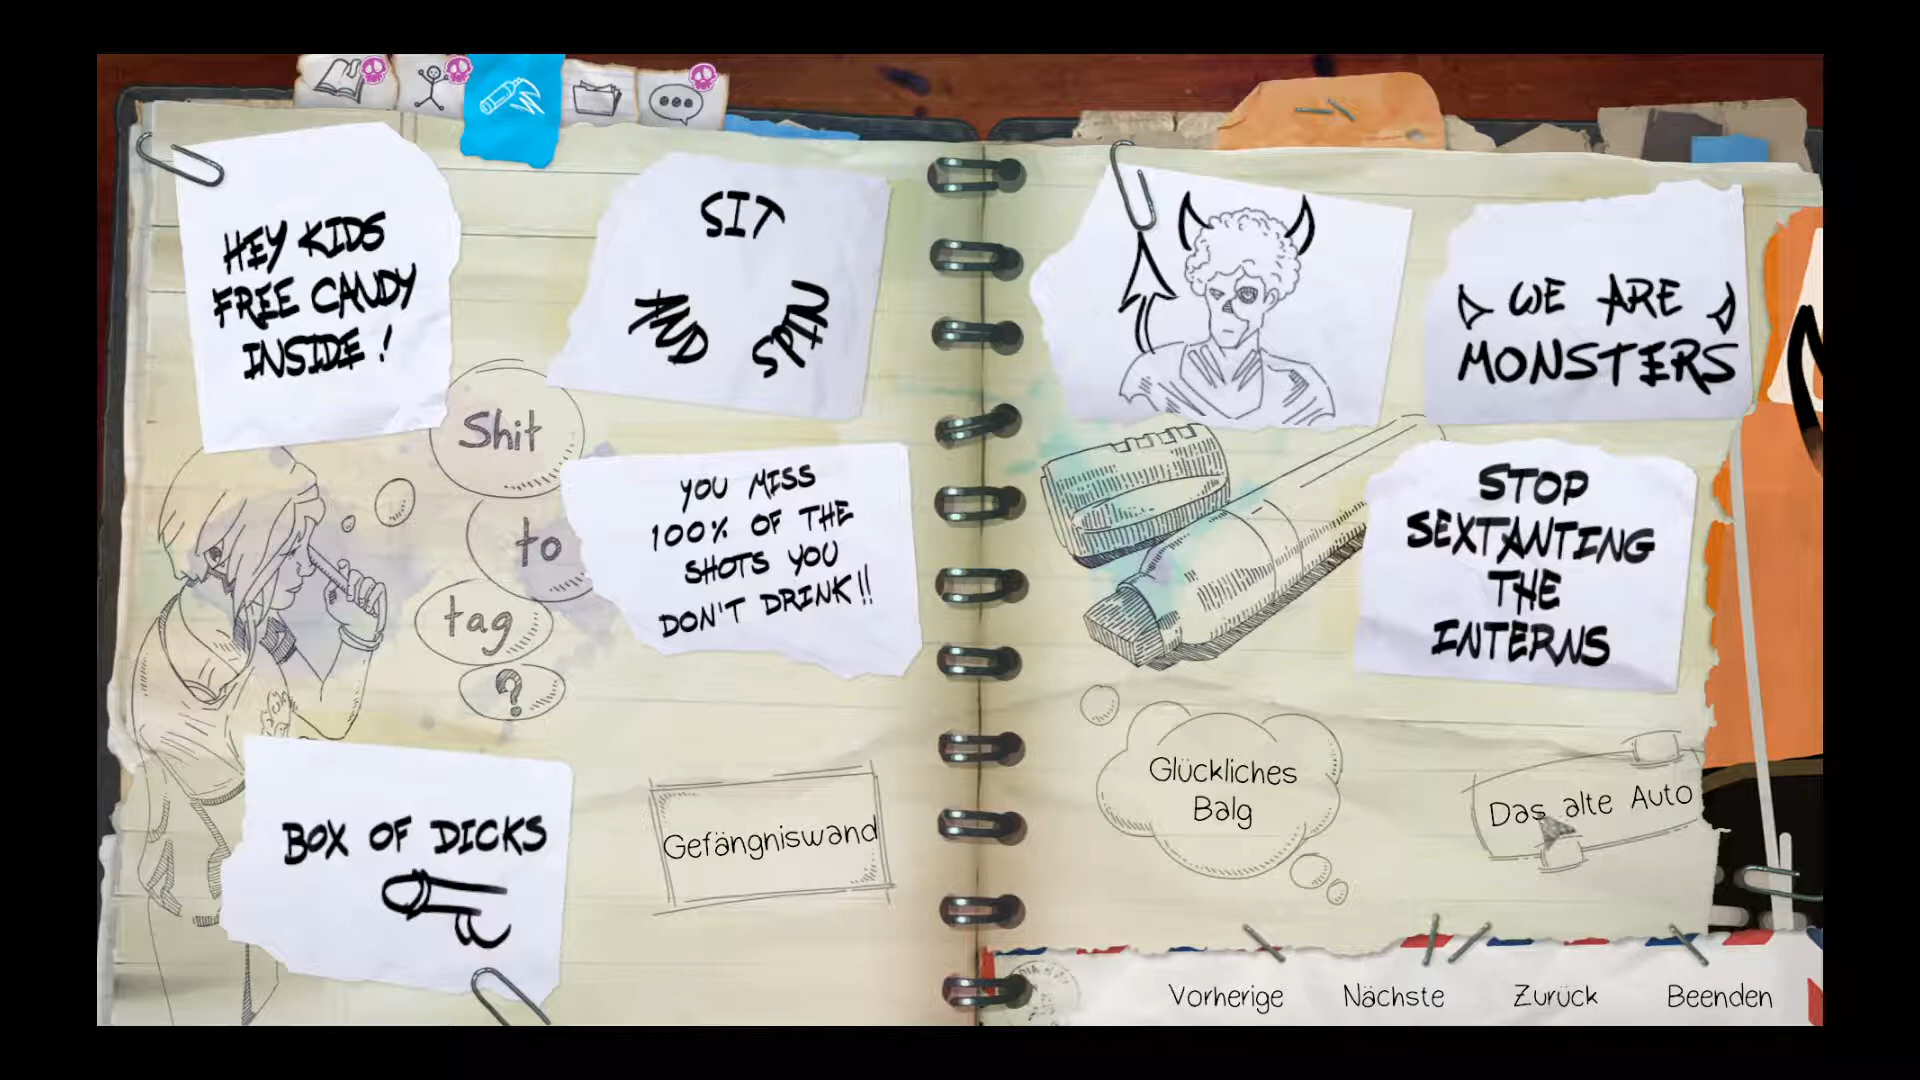 HEY KIDS
FREE CANDY
INSIDE!
SIT
AND
SPIN
Shit
to
tag
?
YOU MISS
100% OF THE
SHOTS YOU
DON'T DRINK!!
BOX OF DICKS
Gefängniswand
WE ARE
MONSTERS
STOP
SEXTANTING
THE
INTERNS
Glückliches
Balg
Das alte Auto
Vorherige
Nächste
Zurück
Beenden